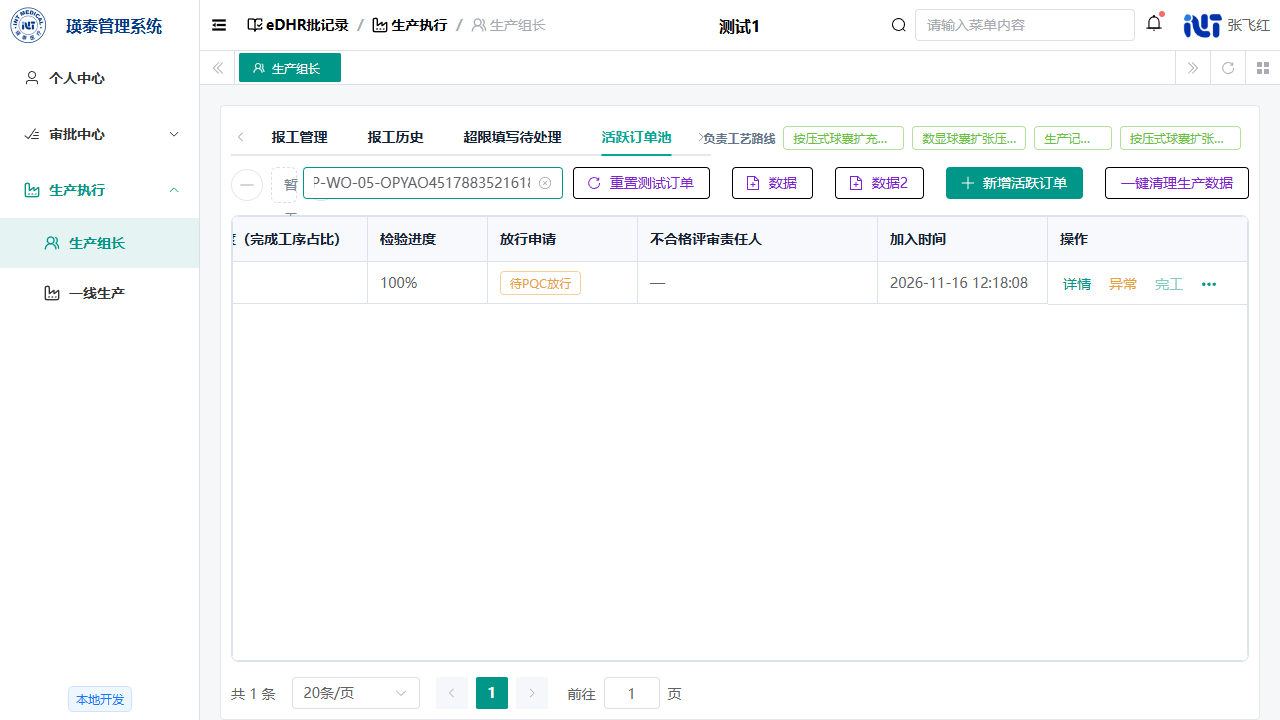 瑛泰管理系统
个人中心
审批中心
生产执行
生产组长
一线生产
本地开发
eDHR批记录 / 生产执行 / 生产组长
测试1
请输入菜单内容
张飞红
生产组长
报工管理 报工历史 超限填写待处理 活跃订单池
负责工艺路线 按压式球囊扩充... 数显球囊扩张压... 生产记... 按压式球囊扩张...
暂
P-WO-05-OPYAO4517883521618
重置测试订单 数据 数据2 新增活跃订单 一键清理生产数据
（完成工序占比） 检验进度 放行申请 不合格评审责任人 加入时间 操作
100% 待PQC放行 — 2026-11-16 12:18:08 详情 异常 完工
共 1 条 20条/页 1 前往 1 页